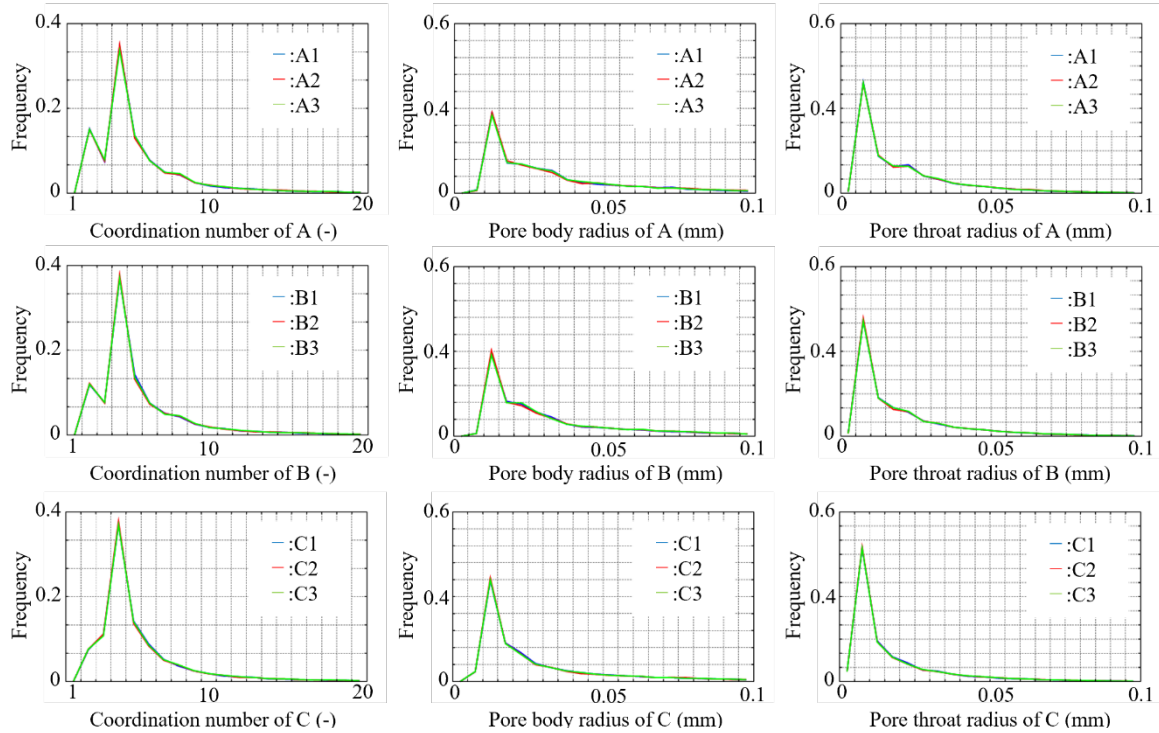 0.4
Frequency
0.2
0
:A1
:A2
:A3
1
10
20
Coordination number of A (-)
0.6
Frequency
0.4
0
:A1
:A2
:A3
0
0.05
0.1
Pore body radius of A (mm)
0.6
Frequency
0.4
0
:A1
:A2
:A3
0
0.05
0.1
Pore throat radius of A (mm)
0.4
Frequency
0.2
0
:B1
:B2
:B3
1
10
20
Coordination number of B (-)
0.6
Frequency
0.4
0
:B1
:B2
:B3
0
0.05
0.1
Pore body radius of B (mm)
0.6
Frequency
0.4
0
:B1
:B2
:B3
0
0.05
0.1
Pore throat radius of B (mm)
0.4
Frequency
0.2
0
:C1
:C2
:C3
1
10
20
Coordination number of C (-)
0.6
Frequency
0.4
0
:C1
:C2
:C3
0
0.05
0.1
Pore body radius of C (mm)
0.6
Frequency
0.4
0
:C1
:C2
:C3
0
0.05
0.1
Pore throat radius of C (mm)